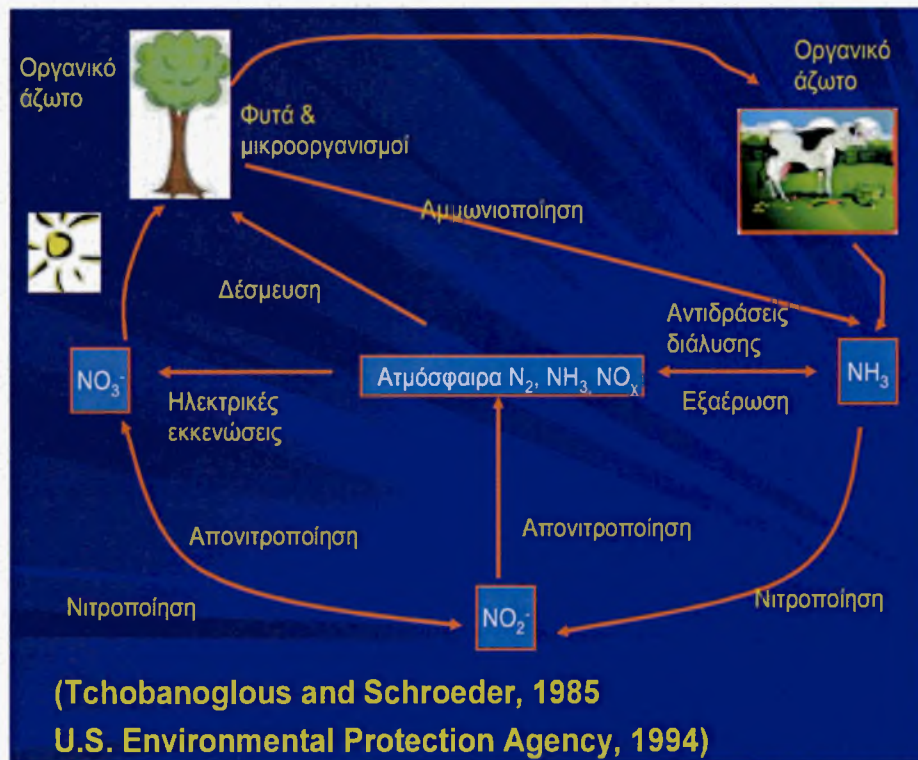 Οργανικό
άζωτο
Φυτά &
μικροοργανισμοί
Οργανικό
άζωτο
Αμμωνιοποίηση
Δέσμευση
Αντιδράσεις
διάλυσης
NO₃⁻
Ατμόσφαιρα N₂, NH₃, NOₓ
NH₃
Ηλεκτρικές
εκκενώσεις
Εξαέρωση
Απονιτροποίηση
Απονιτροποίηση
Νιτροποίηση
NO₂⁻
Νιτροποίηση
(Tchobanoglous and Schroeder, 1985
U.S. Environmental Protection Agency, 1994)